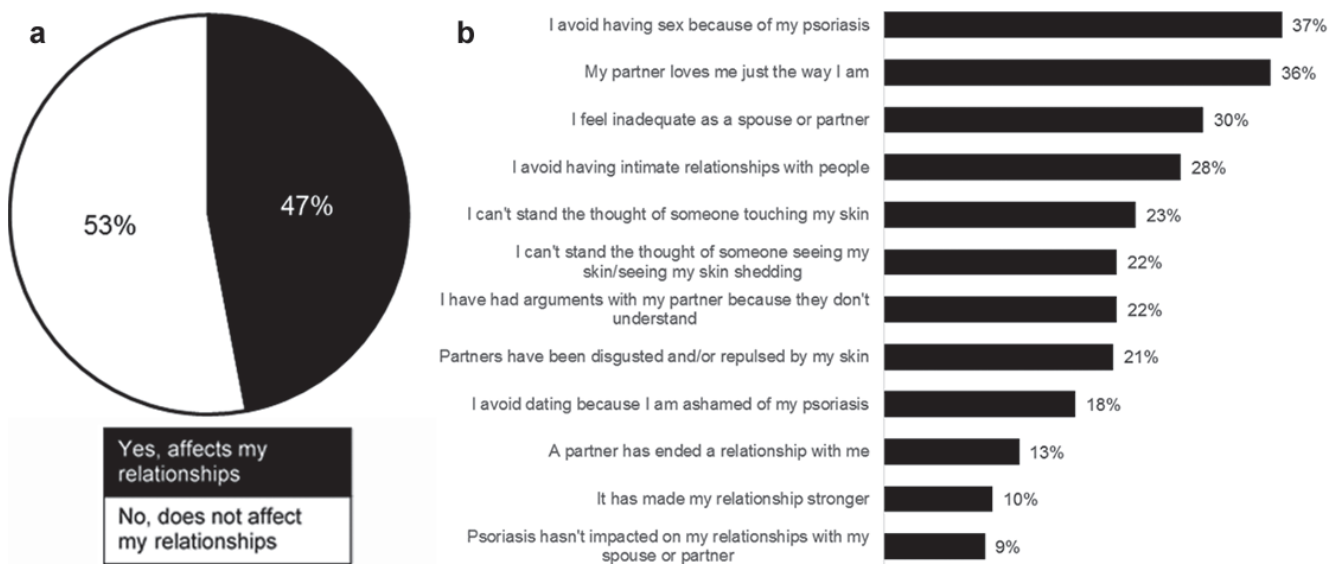 a
53%
47%
Yes, affects my
relationships
No, does not affect
my relationships
b
I avoid having sex because of my psoriasis
37%
My partner loves me just the way I am
36%
I feel inadequate as a spouse or partner
30%
I avoid having intimate relationships with people
28%
I can't stand the thought of someone touching my skin
23%
I can't stand the thought of someone seeing my
skin/seeing my skin shedding
22%
I have had arguments with my partner because they don't
understand
22%
Partners have been disgusted and/or repulsed by my skin
21%
I avoid dating because I am ashamed of my psoriasis
18%
A partner has ended a relationship with me
13%
It has made my relationship stronger
10%
Psoriasis hasn't impacted on my relationships with my
spouse or partner
9%